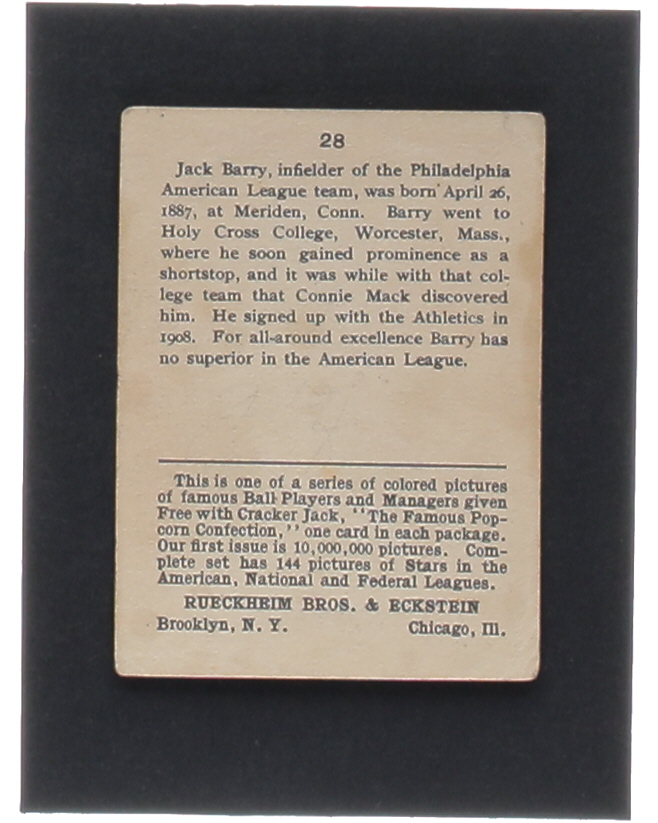 28
Jack Barry, infielder of the Philadelphia
American League team, was born April 26,
1887, at Meriden, Conn. Barry went to
Holy Cross College, Worcester, Mass.,
where he soon gained prominence as a
shortstop, and it was while with that col-
lege team that Connie Mack discovered
him. He signed up with the Athletics in
1908. For all-around excellence Barry has
no superior in the American League.
This is one of a series of colored pictures
of famous Ball Players and Managers given
Free with Cracker Jack, "The Famous Pop-
corn Confection," one card in each package.
Our first issue is 10,000,000 pictures. Com-
plete set has 144 pictures of Stars in the
American, National and Federal Leagues.
RUECKHEIM BROS. & ECKSTEIN
Brooklyn, N. Y. Chicago, Ill.